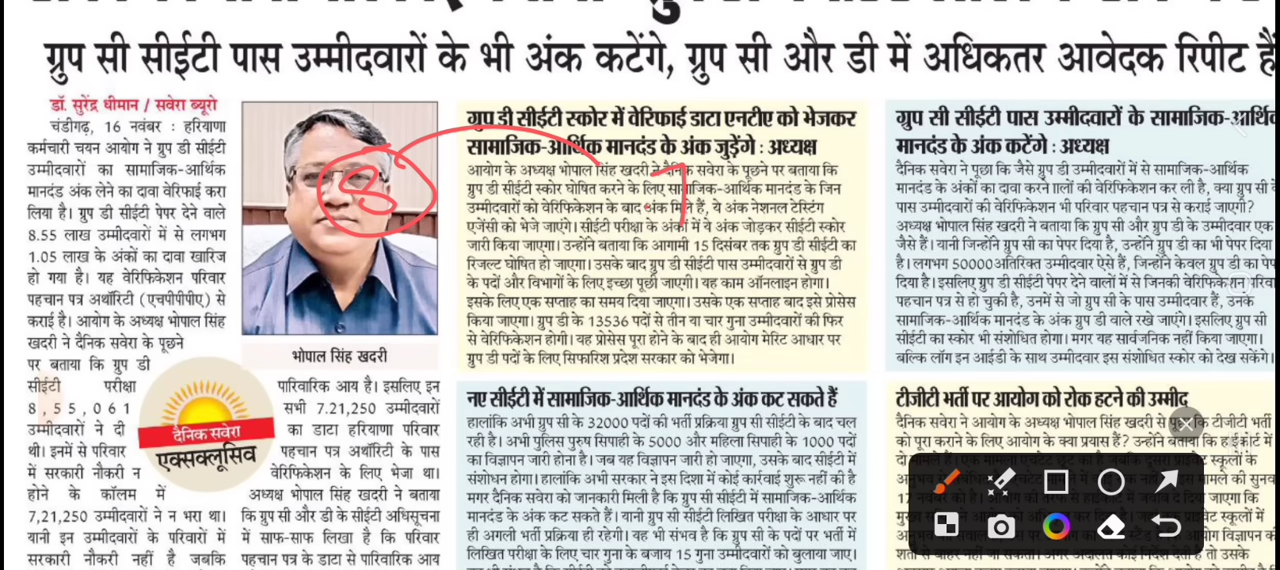 ग्रुप सी सीईटी पास उम्मीदवारों के भी अंक कटेंगे, ग्रुप सी और डी में अधिकतर आवेदक रिपीट हैं
डॉ. सुरेंद्र धीमान / सवेरा ब्यूरो
चंडीगढ़, 16 नवंबर : हरियाणा
कर्मचारी चयन आयोग ने ग्रुप डी सीईटी
उम्मीदवारों का सामाजिक-आर्थिक
मानदंड अंक लेने का दावा वेरिफाई करा
लिया है। ग्रुप डी सीईटी पेपर देने वाले
8.55 लाख उम्मीदवारों में से लगभग
1.05 लाख के अंकों का दावा खारिज
हो गया है। यह वेरिफिकेशन परिवार
पहचान पत्र अथॉरिटी (एचपीपीपीए) से
कराई है। आयोग के अध्यक्ष भोपाल सिंह
खदरी ने दैनिक सवेरा के पूछने
पर बताया कि ग्रुप डी
सीईटी परीक्षा
8,55,061
उम्मीदवारों ने दी
थी। इनमें से परिवार
में सरकारी नौकरी न
होने के कॉलम में
7,21,250 उम्मीदवारों ने न भरा था।
यानी इन उम्मीदवारों के परिवारों में
सरकारी नौकरी नहीं है जबकि
भोपाल सिंह खदरी
दैनिक सवेरा
एक्सक्लूसिव
पारिवारिक आय है। इसलिए इन
सभी 7.21,250 उम्मीदवारों
का डाटा हरियाणा परिवार
पहचान पत्र अथॉरिटी के पास
वेरिफिकेशन के लिए भेजा था।
अध्यक्ष भोपाल सिंह खदरी ने बताया
कि ग्रुप सी और डी के सीईटी अधिसूचना
में साफ-साफ लिखा है कि परिवार
पहचान पत्र के डाटा से पारिवारिक आय
ग्रुप डी सीईटी स्कोर में वेरिफाई डाटा एनटीए को भेजकर
सामाजिक-आर्थिक मानदंड के अंक जुड़ेंगे : अध्यक्ष
आयोग के अध्यक्ष भोपाल सिंह खदरी ने दैनिक सवेरा के पूछने पर बताया कि
ग्रुप डी सीईटी स्कोर घोषित करने के लिए सामाजिक-आर्थिक मानदंड के जिन
उम्मीदवारों को वेरिफिकेशन के बाद अंक मिले हैं, ये अंक नेशनल टेस्टिंग
एजेंसी को भेजे जाएंगे। सीईटी परीक्षा के अंकों में ये अंक जोड़कर सीईटी स्कोर
जारी किया जाएगा। उन्होंने बताया कि आगामी 15 दिसंबर तक ग्रुप डी सीईटी का
रिजल्ट घोषित हो जाएगा। उसके बाद ग्रुप डी सीईटी पास उम्मीदवारों से ग्रुप डी
के पदों और विभागों के लिए इच्छा पूछी जाएगी। यह काम ऑनलाइन होगा।
इसके लिए एक सप्ताह का समय दिया जाएगा। उसके एक सप्ताह बाद इसे प्रोसेस
किया जाएगा। ग्रुप डी के 13536 पदों से तीन या चार गुना उम्मीदवारों की फिर
से वेरिफिकेशन होगी। यह प्रोसेस पूरा होने के बाद ही आयोग मेरिट आधार पर
ग्रुप डी पदों के लिए सिफारिश प्रदेश सरकार को भेजेगा।
नए सीईटी में सामाजिक-आर्थिक मानदंड के अंक कट सकते हैं
हालांकि अभी ग्रुप सी के 32000 पदों की भर्ती प्रक्रिया ग्रुप सी सीईटी के बाद चल
रही है। अभी पुलिस पुरुष सिपाही के 5000 और महिला सिपाही के 1000 पदों
का विज्ञापन जारी होना है। जब यह विज्ञापन जारी हो जाएगा, उसके बाद सीईटी में
संशोधन होगा। हालांकि अभी सरकार ने इस दिशा में कोई कार्रवाई शुरू नहीं की है
मगर दैनिक सवेरा को जानकारी मिली है कि ग्रुप सी सीईटी में सामाजिक-आर्थिक
मानदंड के अंक कट सकते हैं। यानी ग्रुप सी सीईटी लिखित परीक्षा के आधार पर
ही अगली भर्ती प्रक्रिया हो रहेगी। यह भी संभव है कि ग्रुप सी के पदों पर भर्ती में
लिखित परीक्षा के लिए चार गुना के बजाय 15 गुना उम्मीदवारों को बुलाया जाए।
ग्रुप सी सीईटी पास उम्मीदवारों के सामाजिक-आर्थिक
मानदंड के अंक कटेंगे : अध्यक्ष
दैनिक सवेरा ने पूछा कि जैसे ग्रुप डी उम्मीदवारों में से सामाजिक-आर्थिक
मानदंड के अंकों का दावा करने वालों की वेरिफिकेशन कर ली है, क्या ग्रुप सी के
पास उम्मीदवारों की वेरिफिकेशन भी परिवार पहचान पत्र से कराई जाएगी?
अध्यक्ष भोपाल सिंह खदरी ने बताया कि ग्रुप सी और ग्रुप डी के उम्मीदवार एक
जैसे हैं। यानी जिन्होंने ग्रुप सी का पेपर दिया है, उन्होंने ग्रुप डी का भी पेपर दिया
है। लगभग 50000अतिरिक्त उम्मीदवार ऐसे हैं, जिन्होंने केवल ग्रुप डी का पेपर
दिया है। इसलिए ग्रुप डी सीईटी पेपर देने वालों में से जिनकी वेरिफिकेशन परिवार
पहचान पत्र से हो चुकी है, उनमें से जो ग्रुप सी के पास उम्मीदवार हैं, उनके
सामाजिक-आर्थिक मानदंड के अंक ग्रुप डी वाले रखे जाएंगे। इसलिए ग्रुप सी
सीईटी का स्कोर भी संशोधित होगा। मगर यह सार्वजनिक नहीं किया जाएगा।
बल्कि लॉग इन आईडी के साथ उम्मीदवार इस संशोधित स्कोर को देख सकेंगे।
टीजीटी भर्ती पर आयोग को रोक हटने की उम्मीद
दैनिक सवेरा ने आयोग के अध्यक्ष भोपाल सिंह खदरी से पूछा कि टीजीटी भर्ती
को पूरा कराने के लिए आयोग के क्या प्रयास हैं? उन्होंने बताया कि हाईकोर्ट में